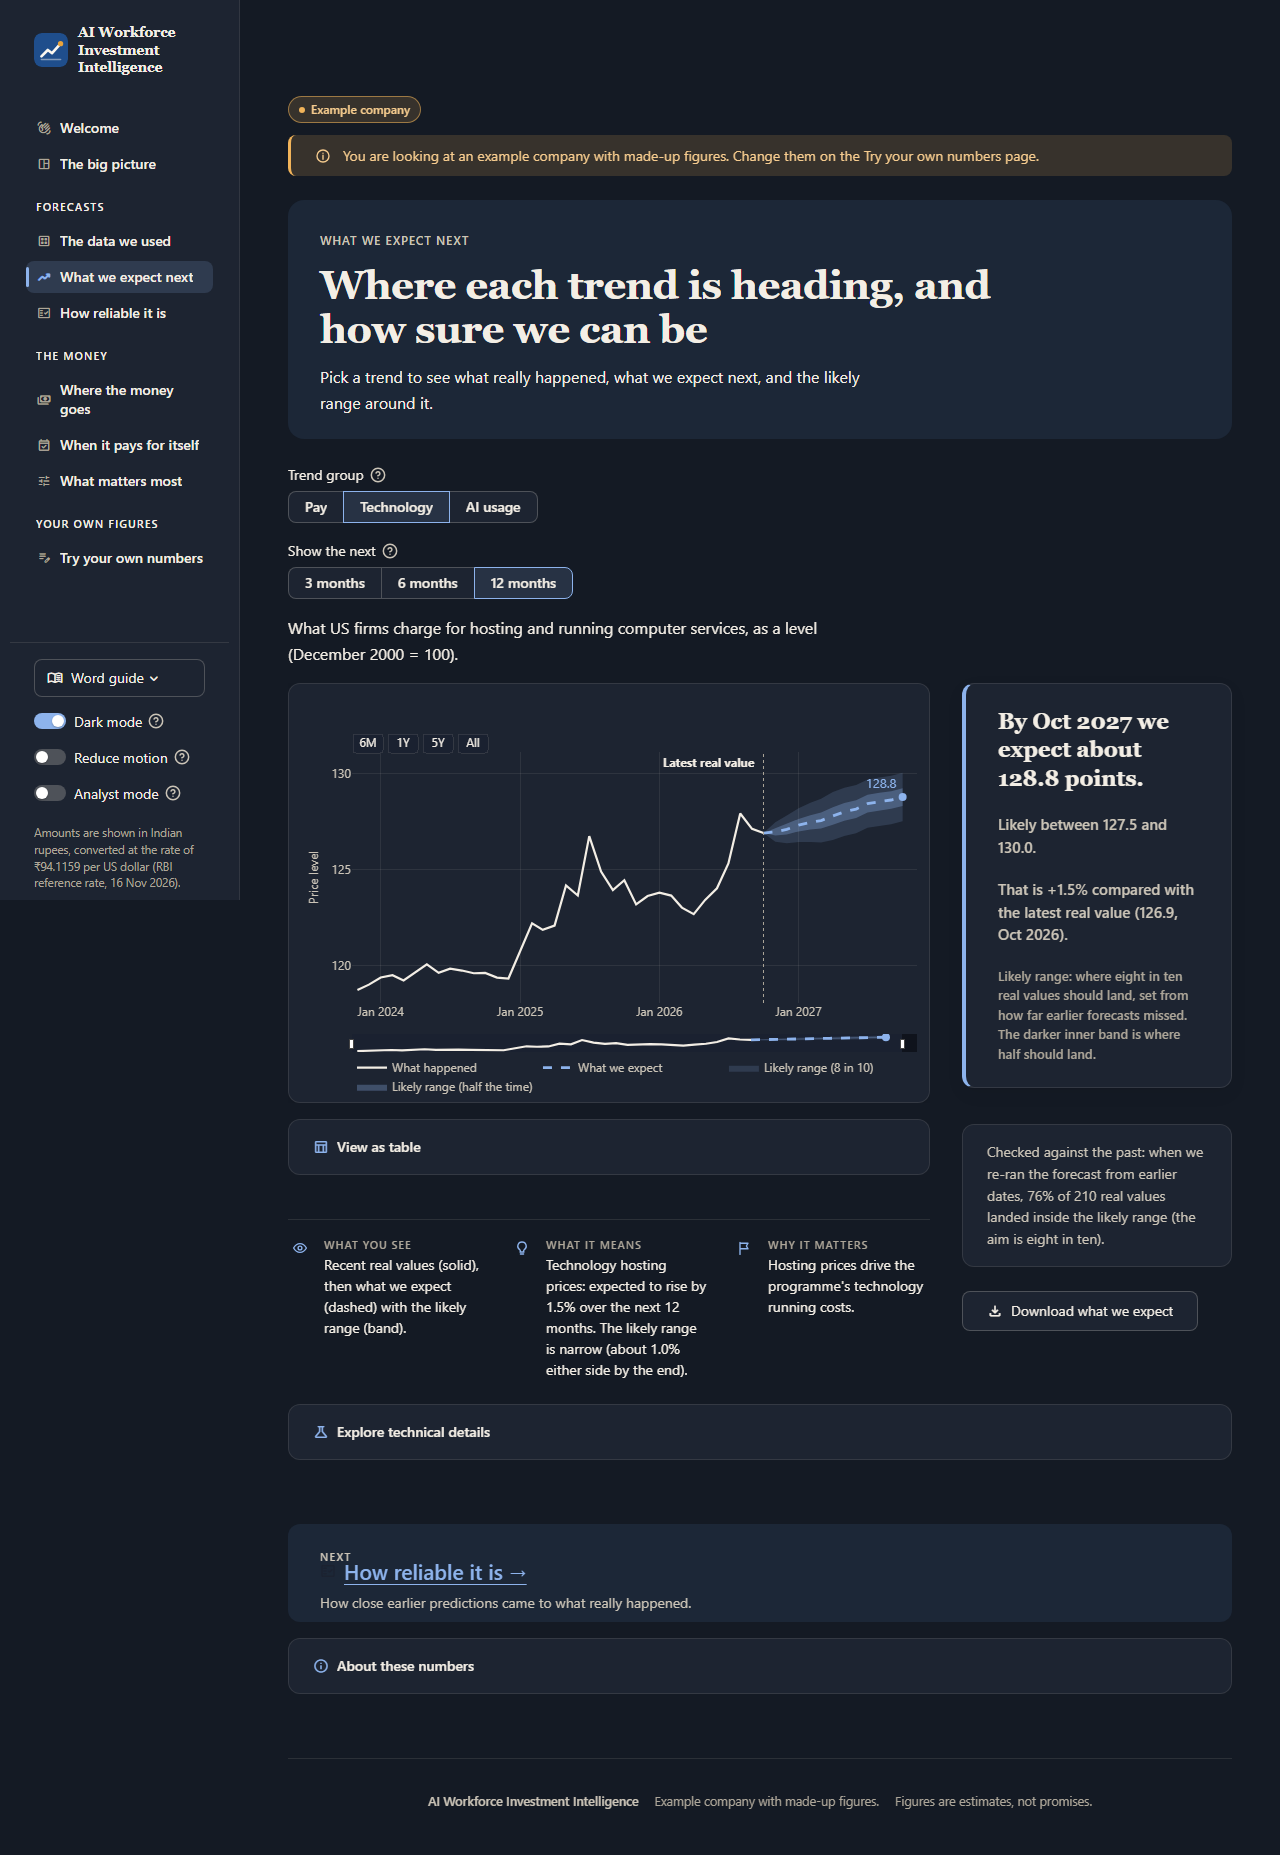 AI Workforce
Investment
Intelligence
Welcome
The big picture
FORECASTS
The data we used
What we expect next
How reliable it is
THE MONEY
Where the money
goes
When it pays for itself
What matters most
YOUR OWN FIGURES
Try your own numbers
Word guide
Dark mode
Reduce motion
Analyst mode
Amounts are shown in Indian
rupees, converted at the rate of
₹94.1159 per US dollar (RBI
reference rate, 16 Nov 2026).
Example company
You are looking at an example company with made-up figures. Change them on the Try your own numbers page.
WHAT WE EXPECT NEXT
Where each trend is heading, and
how sure we can be
Pick a trend to see what really happened, what we expect next, and the likely
range around it.
Trend group
Pay Technology AI usage
Show the next
3 months 6 months 12 months
What US firms charge for hosting and running computer services, as a level
(December 2000 = 100).
6M 1Y 5Y All
Latest real value
130
128.8
125
120
Price level
Jan 2024 Jan 2025 Jan 2026 Jan 2027
What happened What we expect Likely range (8 in 10)
Likely range (half the time)
By Oct 2027 we
expect about
128.8 points.
Likely between 127.5 and
130.0.
That is +1.5% compared with
the latest real value (126.9,
Oct 2026).
Likely range: where eight in ten
real values should land, set from
how far earlier forecasts missed.
The darker inner band is where
half should land.
View as table
Checked against the past: when we
re-ran the forecast from earlier
dates, 76% of 210 real values
landed inside the likely range (the
aim is eight in ten).
Download what we expect
WHAT YOU SEE
Recent real values (solid),
then what we expect
(dashed) with the likely
range (band).
WHAT IT MEANS
Technology hosting
prices: expected to rise by
1.5% over the next 12
months. The likely range
is narrow (about 1.0%
either side by the end).
WHY IT MATTERS
Hosting prices drive the
programme's technology
running costs.
Explore technical details
NEXT
How reliable it is →
How close earlier predictions came to what really happened.
About these numbers
AI Workforce Investment Intelligence Example company with made-up figures. Figures are estimates, not promises.